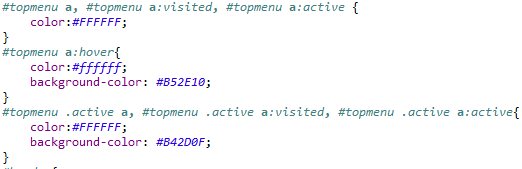 #topmenu a, #topmenu a:visited, #topmenu a:active {
color:#FFFFFF;
}
#topmenu a:hover{
color:#ffffff;
background-color: #B52E10;
}
#topmenu .active a, #topmenu .active a:visited, #topmenu .active a:active{
color:#FFFFFF;
background-color: #B42D0F;
}